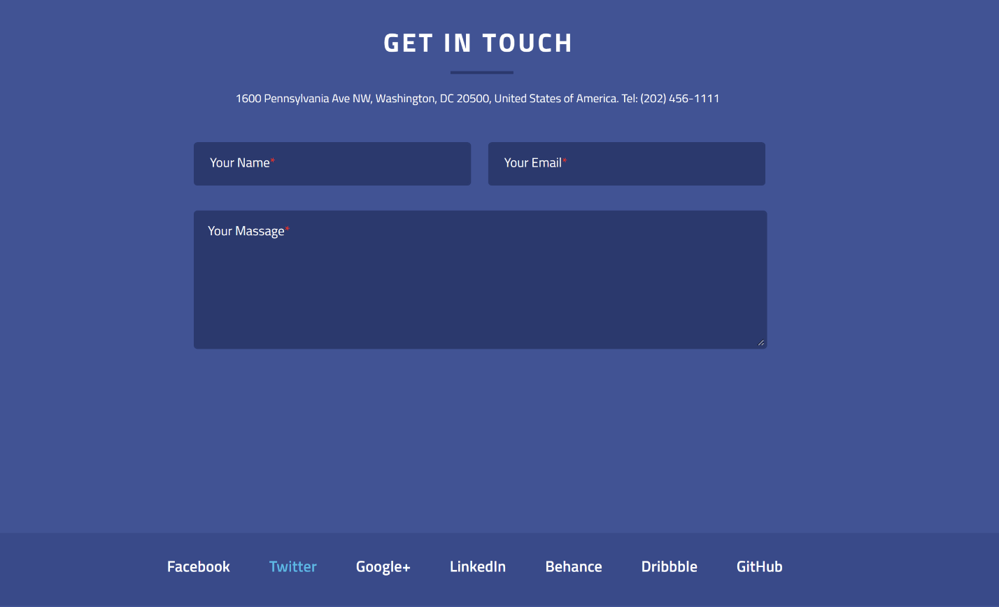 GET IN TOUCH
1600 Pennsylvania Ave NW, Washington, DC 20500, United States of America. Tel: (202) 456-1111
Your Name* Your Email*
Your Massage*
Facebook Twitter Google+ LinkedIn Behance Dribbble GitHub